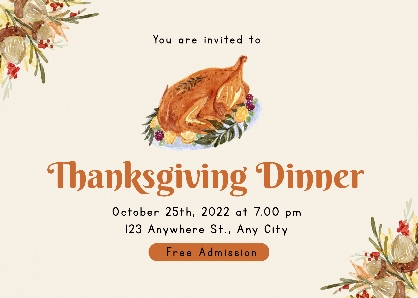 You are invited to
Thanksgiving Dinner
October 25th, 2022 at 7.00 pm
123 Anywhere St., Any City
Free Admission